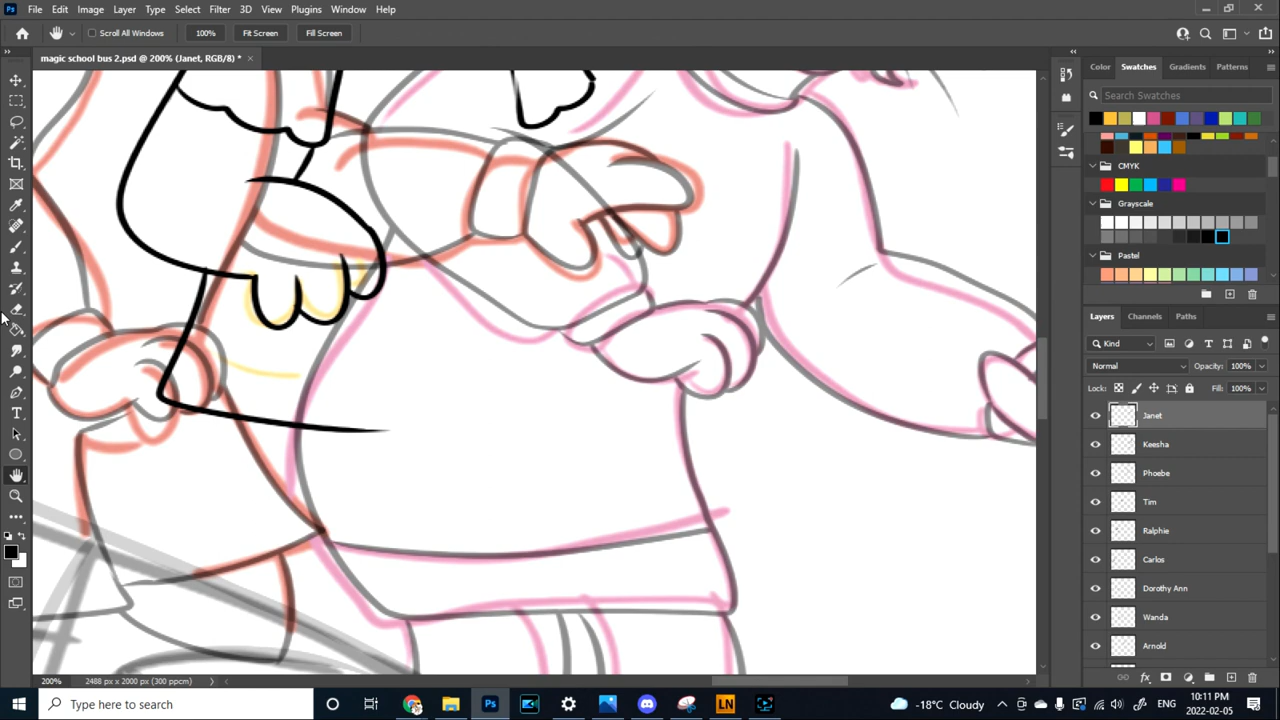 Ps File Edit Image Layer Type Select Filter 3D View Plugins Window Help
Scroll All Windows 100% Fit Screen Fill Screen
magic school bus 2.psd @ 200% (Janet, RGB/8) *
Color Swatches Gradients Patterns
Search Swatches
CMYK
Grayscale
Pastel
Layers Channels Paths
Kind
Normal Opacity: 100%
Lock: Fill: 100%
Janet
Keesha
Phoebe
Tim
Ralphie
Carlos
Dorothy Ann
Wanda
Arnold
200% 2488 px x 2000 px (300 ppcm)
Type here to search
Ps
LN
-18°C Cloudy
ENG
10:11 PM
2022-02-05